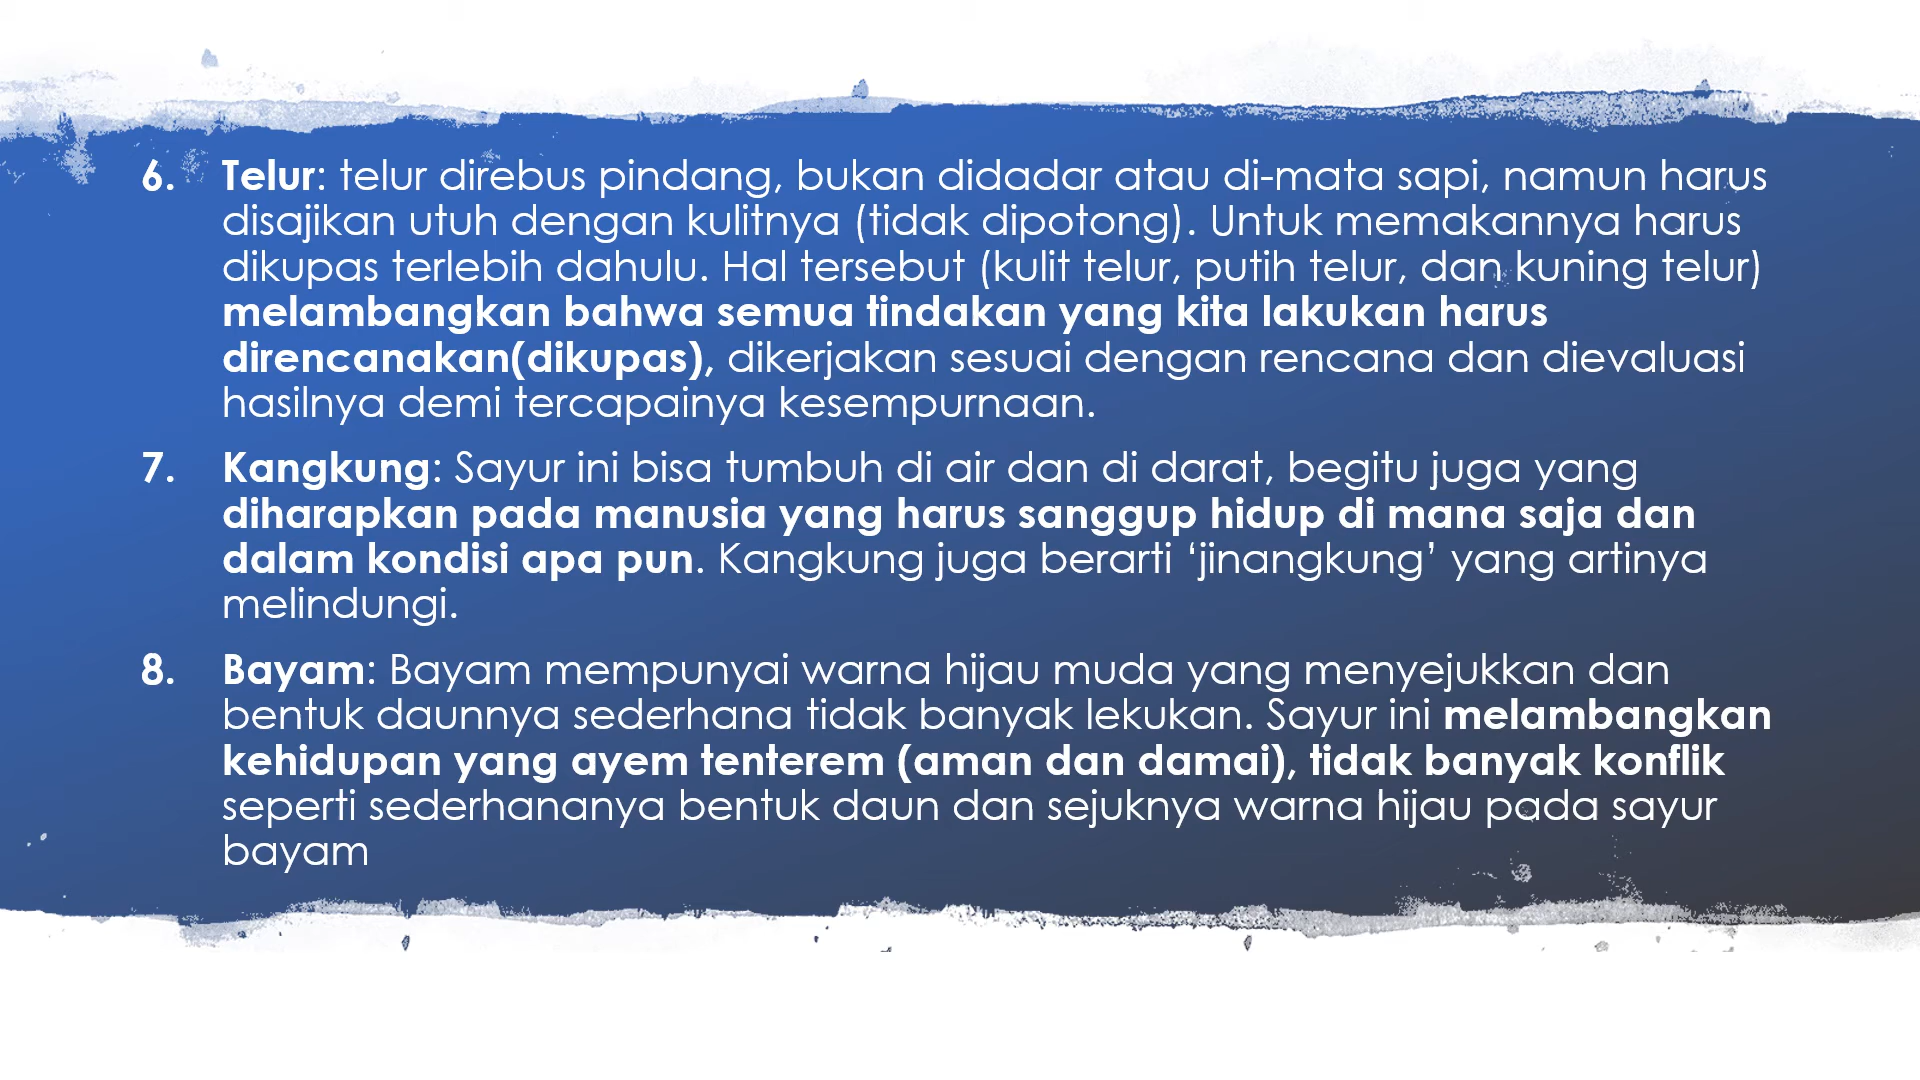 6. Telur: telur direbus pindang, bukan didadar atau di-mata sapi, namun harus
disajikan utuh dengan kulitnya (tidak dipotong). Untuk memakannya harus
dikupas terlebih dahulu. Hal tersebut (kulit telur, putih telur, dan kuning telur)
melambangkan bahwa semua tindakan yang kita lakukan harus
direncanakan(dikupas), dikerjakan sesuai dengan rencana dan dievaluasi
hasilnya demi tercapainya kesempurnaan.
7. Kangkung: Sayur ini bisa tumbuh di air dan di darat, begitu juga yang
diharapkan pada manusia yang harus sanggup hidup di mana saja dan
dalam kondisi apa pun. Kangkung juga berarti ‘jinangkung’ yang artinya
melindungi.
8. Bayam: Bayam mempunyai warna hijau muda yang menyejukkan dan
bentuk daunnya sederhana tidak banyak lekukan. Sayur ini melambangkan
kehidupan yang ayem tenterem (aman dan damai), tidak banyak konflik
seperti sederhananya bentuk daun dan sejuknya warna hijau pada sayur
bayam